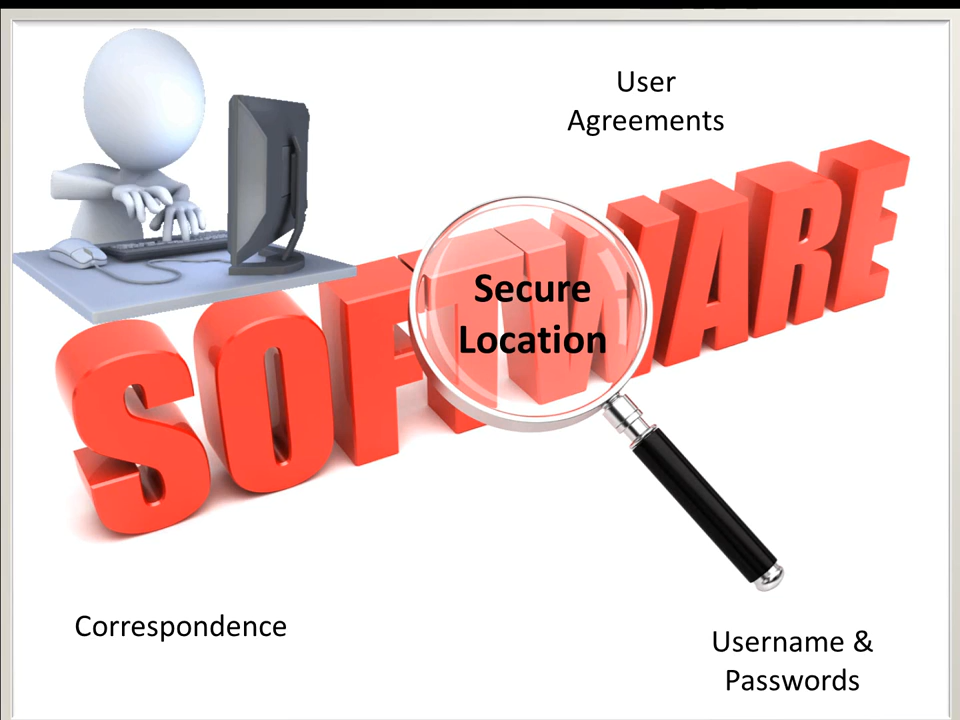 User
Agreements
SOFTWARE
Secure
Location
Correspondence
Username &
Passwords